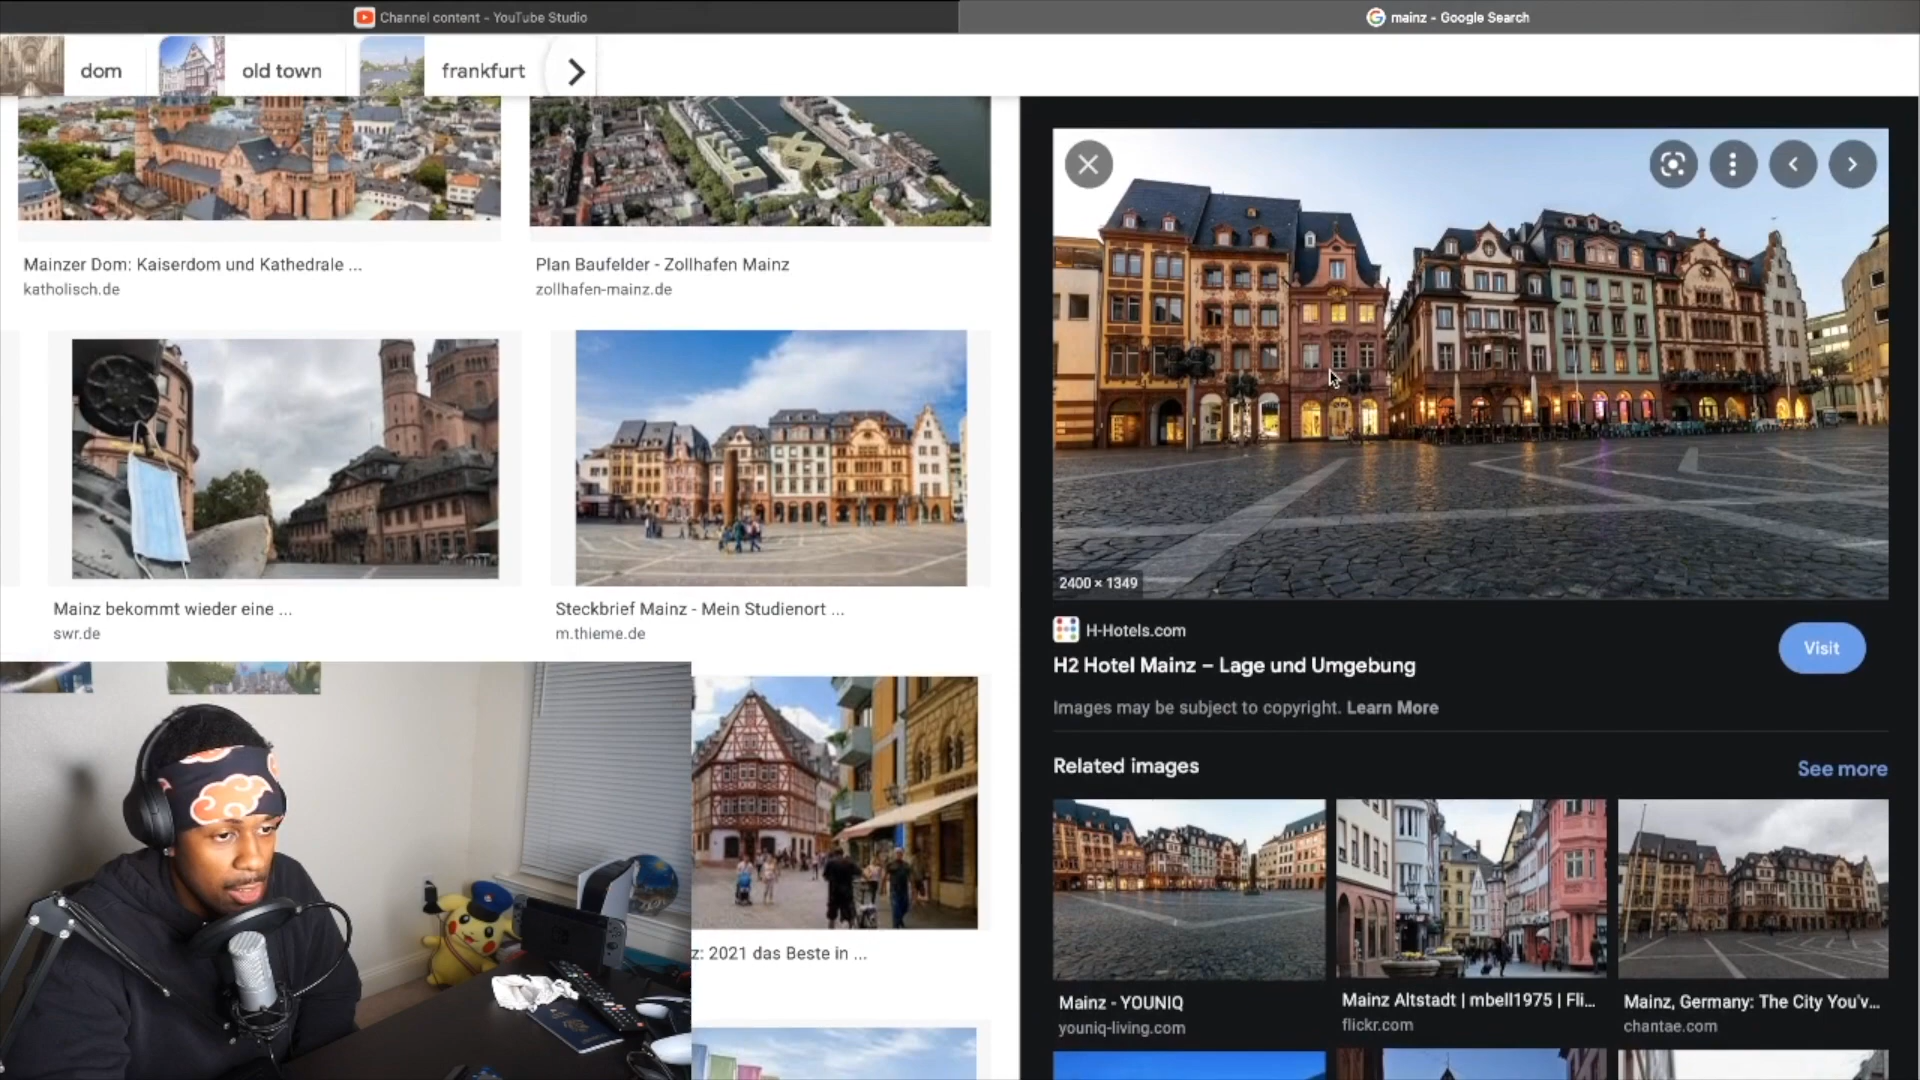 Channel content - YouTube Studio
mainz - Google Search
dom
old town
frankfurt
Mainzer Dom: Kaiserdom und Kathedrale ...
katholisch.de
Plan Baufelder - Zollhafen Mainz
zollhafen-mainz.de
Mainz bekommt wieder eine ...
swr.de
Steckbrief Mainz - Mein Studienort ...
m.thieme.de
z: 2021 das Beste in ...
2400 × 1349
H-Hotels.com
H2 Hotel Mainz – Lage und Umgebung
Visit
Images may be subject to copyright. Learn More
Related images
See more
Mainz - YOUNIQ
youniq-living.com
Mainz Altstadt | mbell1975 | Fli...
flickr.com
Mainz, Germany: The City You'v...
chantae.com